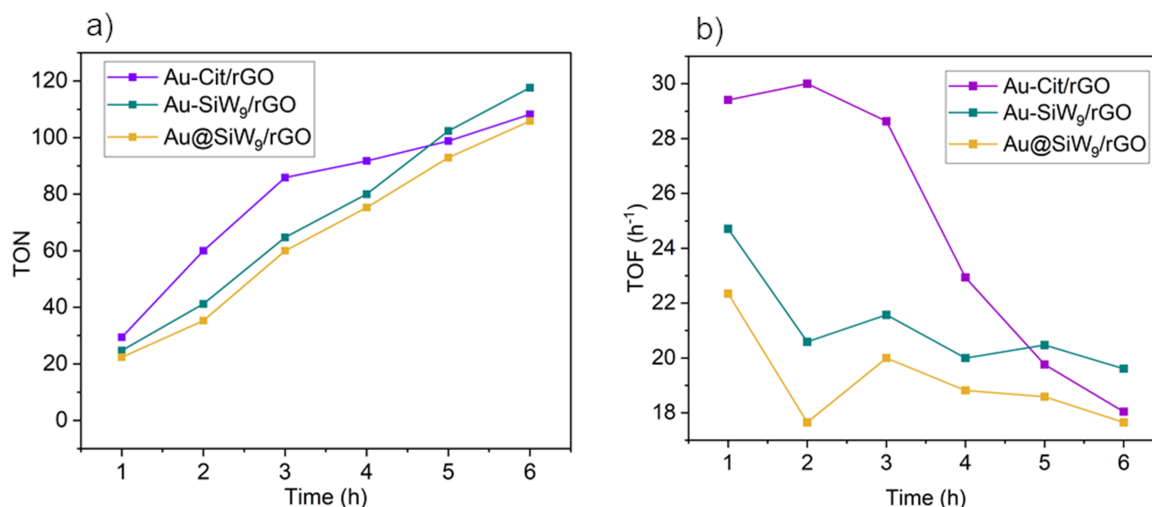 a)
Au-Cit/rGO
Au-SiW₉/rGO
Au@SiW₉/rGO
120
100
80
60
40
20
0
TON
1 2 3 4 5 6
Time (h)
b)
Au-Cit/rGO
Au-SiW₉/rGO
Au@SiW₉/rGO
30
28
26
24
22
20
18
TOF (h⁻¹)
1 2 3 4 5 6
Time (h)